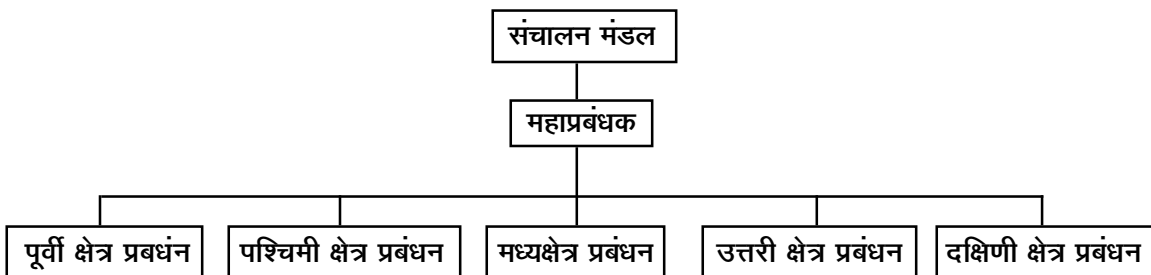 संचालन मंडल
महाप्रबंधक
पूर्वी क्षेत्र प्रबधंन
पश्चिमी क्षेत्र प्रबंधन
मध्यक्षेत्र प्रबंधन
उत्तरी क्षेत्र प्रबंधन
दक्षिणी क्षेत्र प्रबंधन